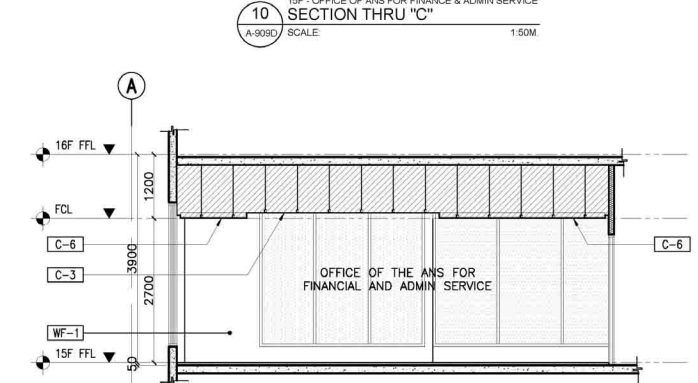 15F - OFFICE OF ANS FOR FINANCE & ADMIN SERVICE
10 SECTION THRU "C"
A-909D SCALE: 1:50M.
A
16F FFL
1200
FCL
C-6
C-6
3900
C-3
OFFICE OF THE ANS FOR
FINANCIAL AND ADMIN SERVICE
2700
WF-1
15F FFL
50